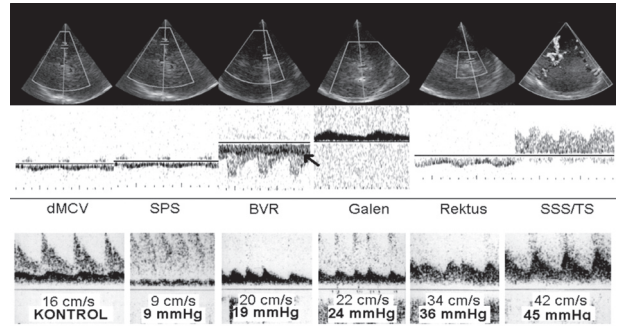 dMCV SPS BVR Galen Rektus SSS/TS
16 cm/s 9 cm/s 20 cm/s 22 cm/s 34 cm/s 42 cm/s
KONTROL 9 mmHg 19 mmHg 24 mmHg 36 mmHg 45 mmHg